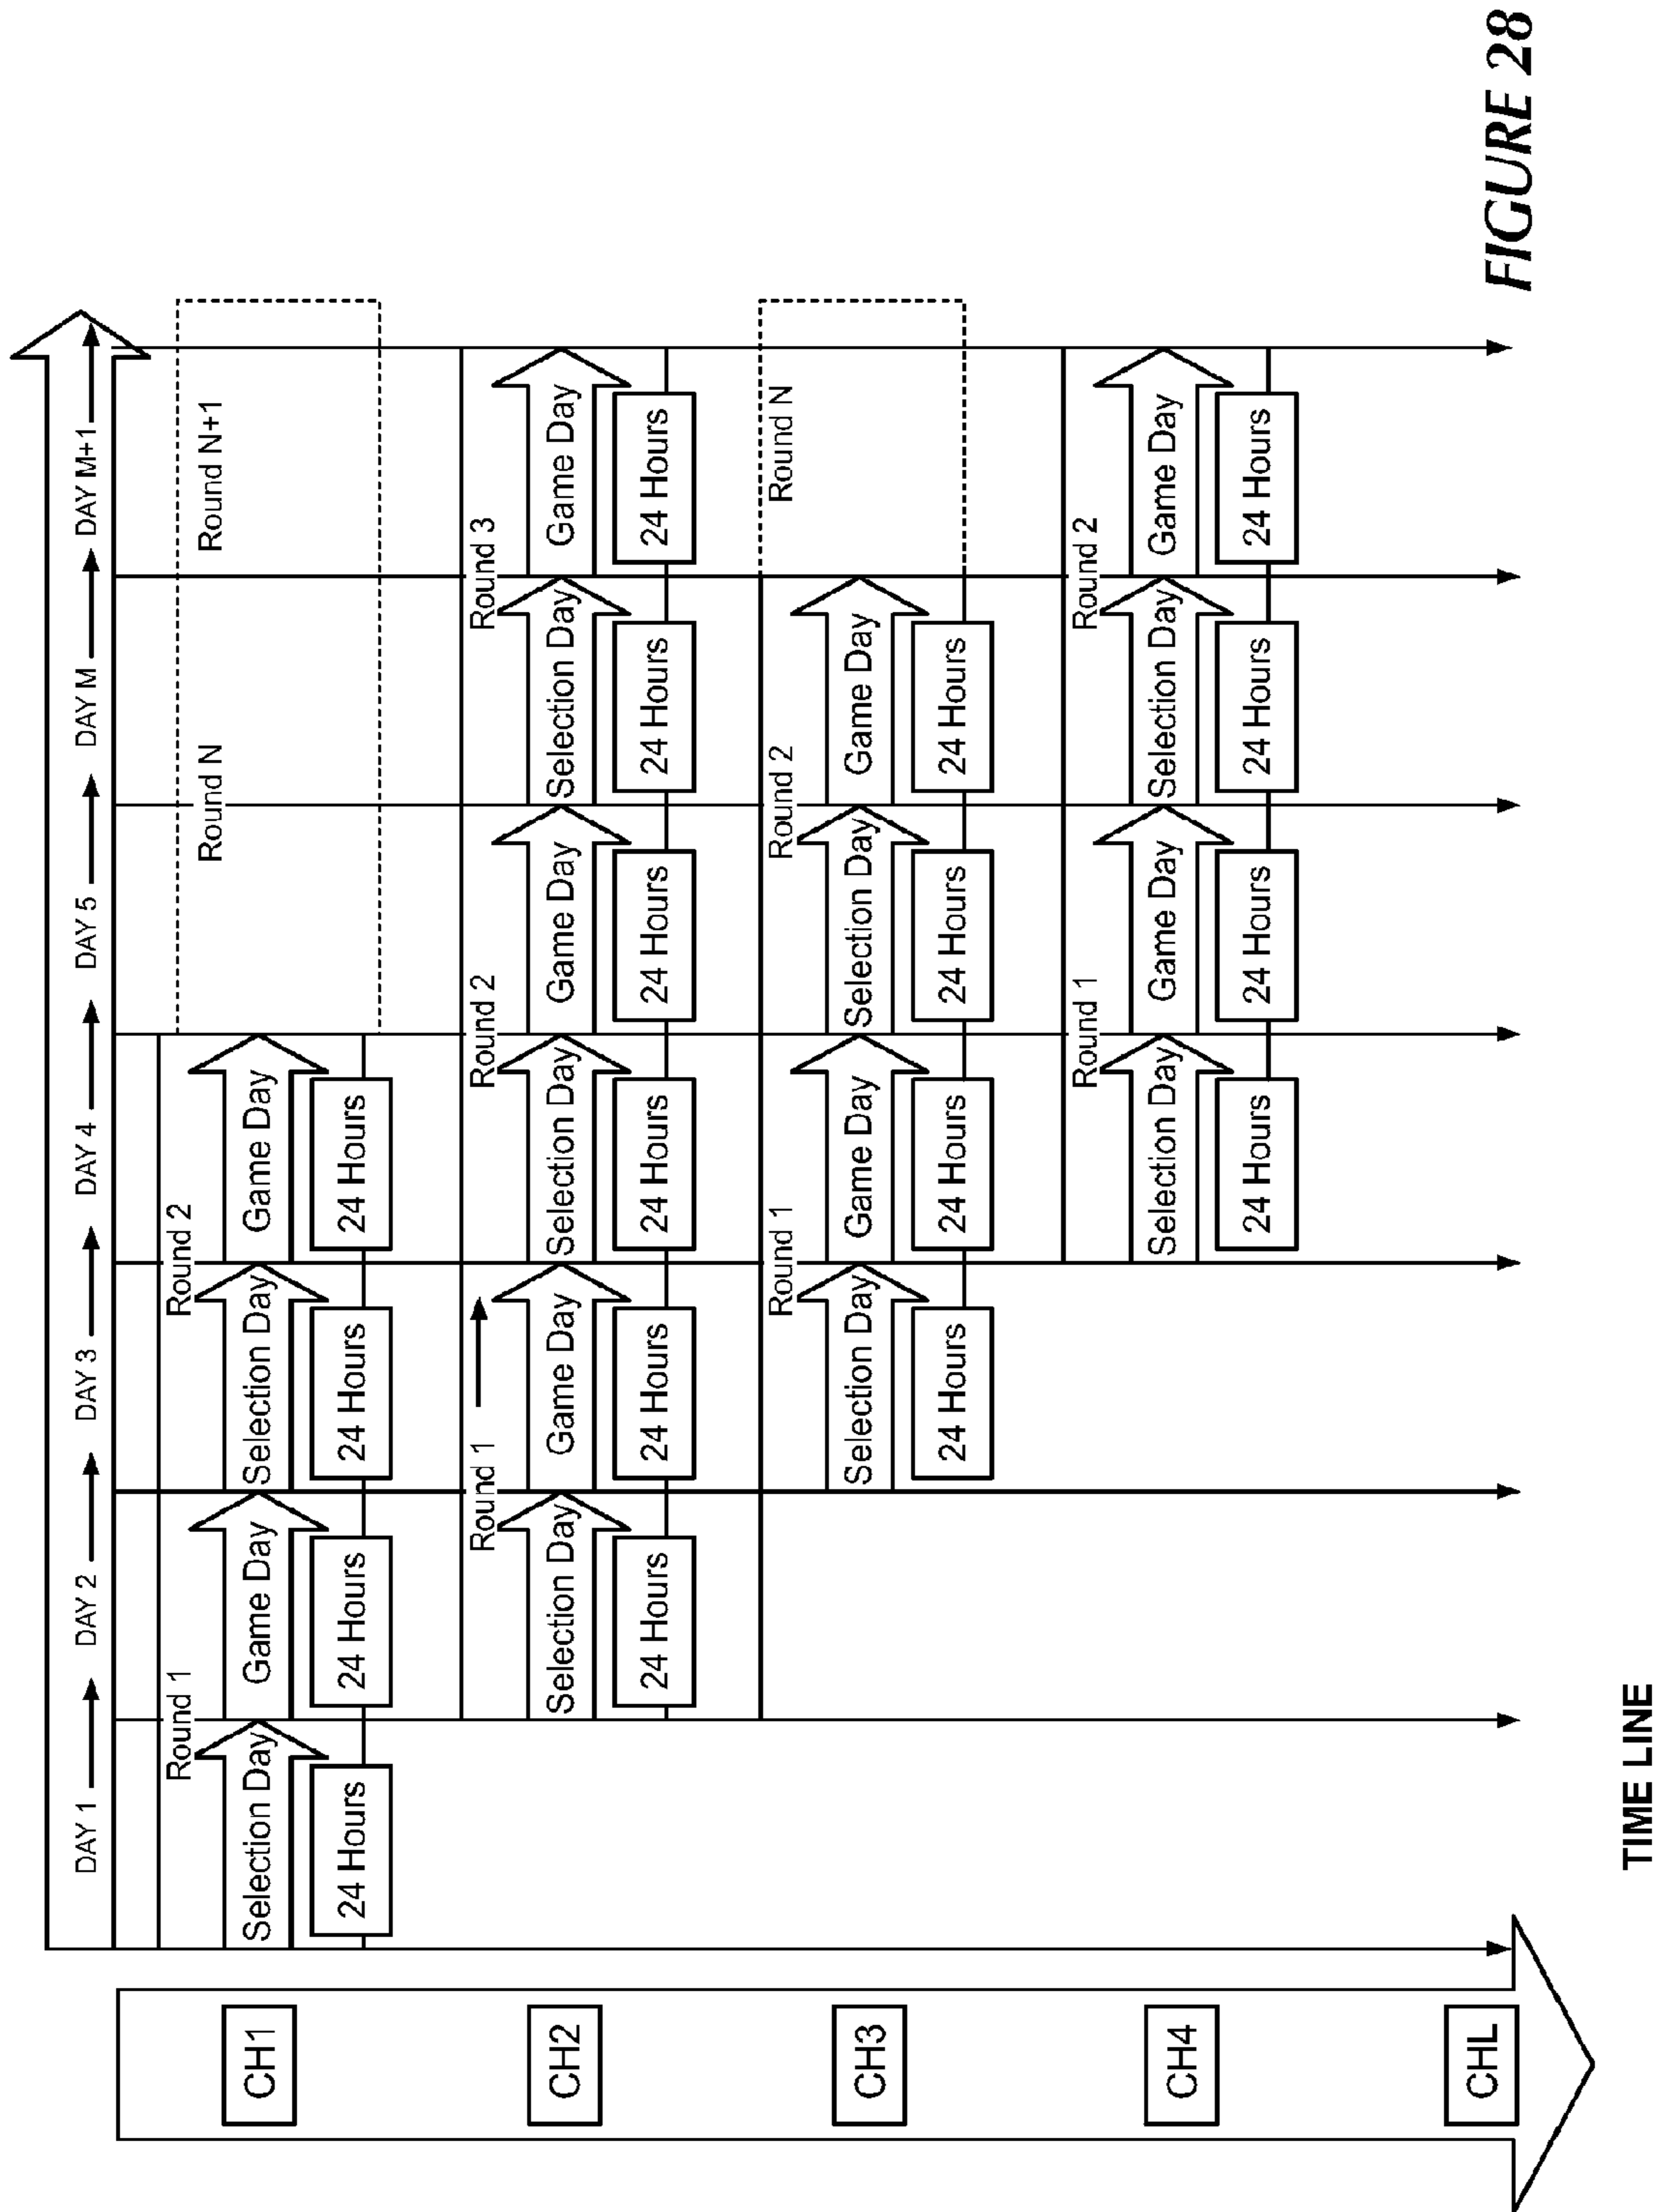 DAY 1
DAY 2
DAY 3
DAY 4
DAY 5
DAY M
DAY M+1
CH1
Round 1
Round 2
Round N
Round N+1
Selection Day
Game Day
Selection Day
Game Day
24 Hours
24 Hours
24 Hours
24 Hours
CH2
Round 1
Round 2
Round 3
Selection Day
Game Day
Selection Day
Game Day
Selection Day
Game Day
24 Hours
24 Hours
24 Hours
24 Hours
24 Hours
24 Hours
CH3
Round 1
Round 2
Round N
Selection Day
Game Day
Selection Day
Game Day
24 Hours
24 Hours
24 Hours
24 Hours
CH4
Round 1
Round 2
Selection Day
Game Day
Selection Day
Game Day
24 Hours
24 Hours
24 Hours
24 Hours
CHL
TIME LINE
FIGURE 28